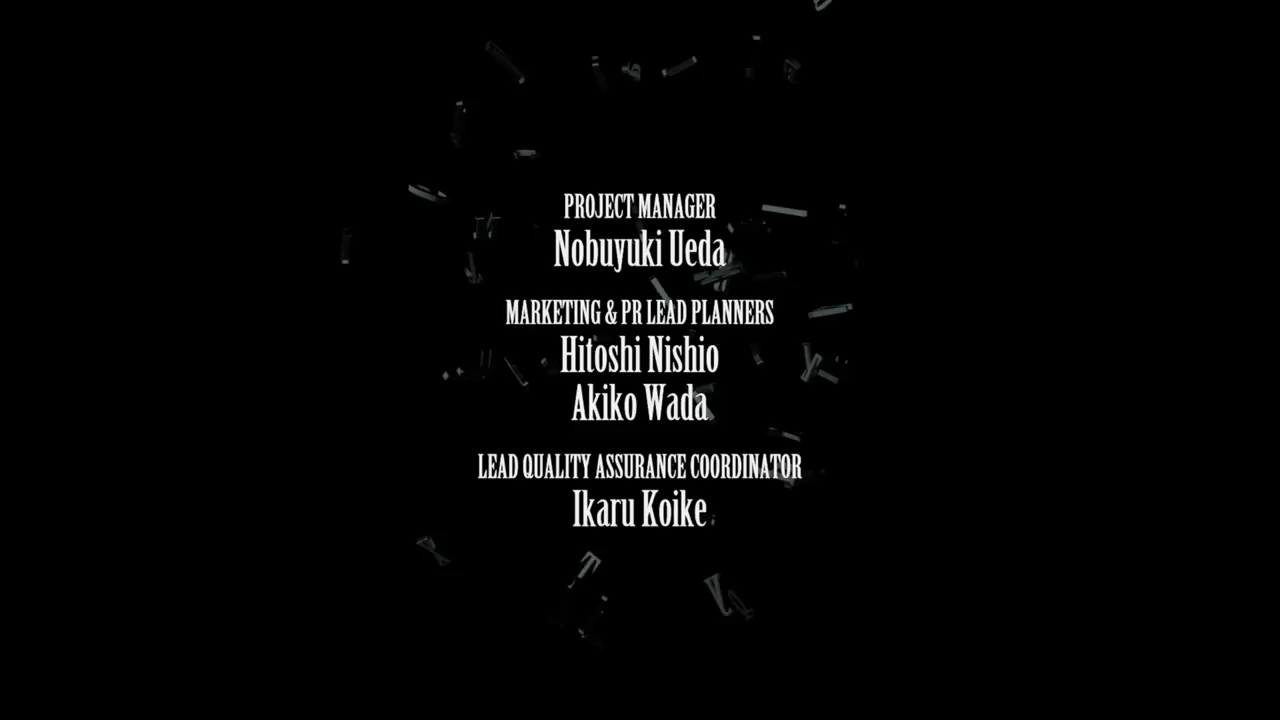 PROJECT MANAGER
Nobuyuki Ueda
MARKETING & PR LEAD PLANNERS
Hitoshi Nishio
Akiko Wada
LEAD QUALITY ASSURANCE COORDINATOR
Ikaru Koike